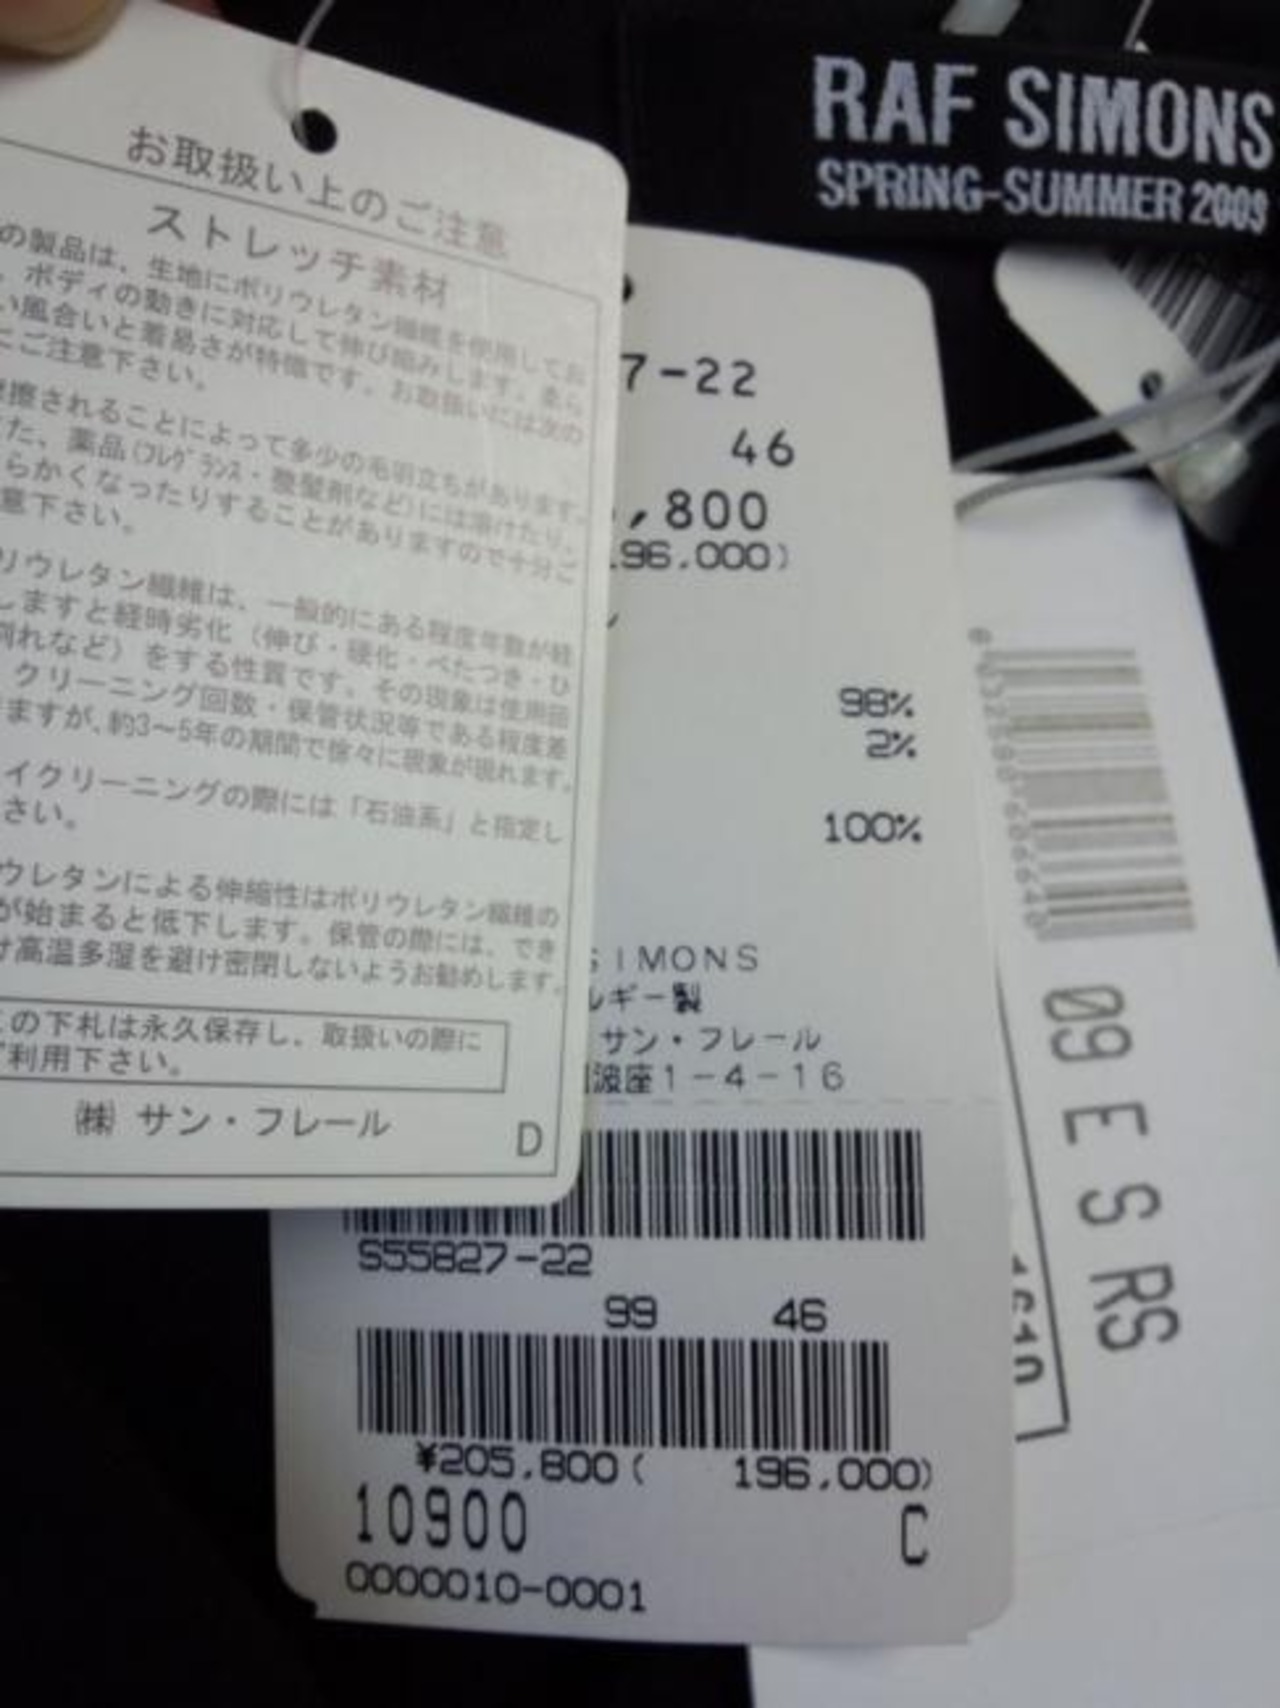 RAF SIMONS
SPRING-SUMMER 2009
お取扱い上のご注意
ストレッチ素材
の製品は、生地にポリウレタン繊維を使用してお
、ボディの動きに対応して伸び縮みします。柔ら
い風合いと着易さが特徴です。お取扱いには次の
にご注意下さい。
擦されることによって多少の毛羽立ちがあります。
た、薬品(フレグランス・整髪剤など)には溶けたり、
らかくなったりすることがありますので十分ご
意下さい。
リウレタン繊維は、一般的にある程度年数が経
しますと経時劣化（伸び・硬化・べたつき・ひ
割れなど）をする性質です。その現象は使用回
クリーニング回数・保管状況等である程度差
ますが、約3〜5年の期間で徐々に現象が現れます。
イクリーニングの際には「石油系」と指定し
さい。
ウレタンによる伸縮性はポリウレタン繊維の
が始まると低下します。保管の際には、でき
け高温多湿を避け密閉しないようお勧めします。
の下札は永久保存し、取扱いの際に
利用下さい。
㈱ サン・フレール
D
7-22
46
,800
196.000)
98%
2%
100%
SIMONS
ルギー製
サン・フレール
波座1-4-16
S55827-22
99 46
¥205,800( 196,000)
10900 C
0000010-0001
09 E S RS